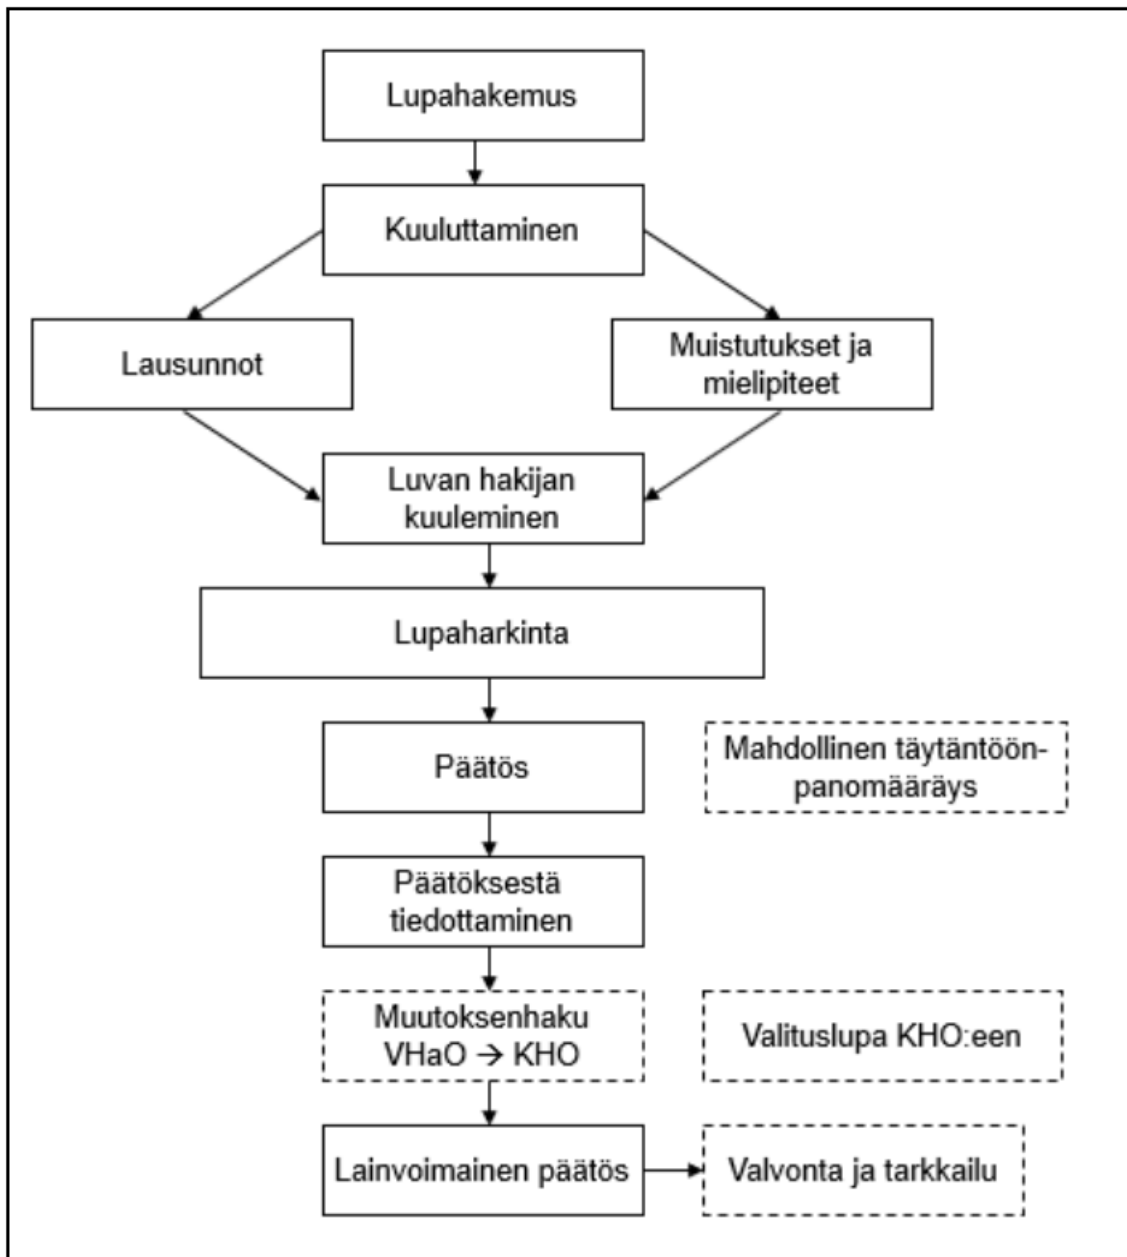 Lupahakemus
Kuuluttaminen
Lausunnot
Muistutukset ja
mielipiteet
Luvan hakijan
kuuleminen
Lupaharkinta
Päätös
Mahdollinen täytäntöön-
panomääräys
Päätöksestä
tiedottaminen
Muutoksenhaku
VHaO → KHO
Valituslupa KHO:een
Lainvoimainen päätös
Valvonta ja tarkkailu